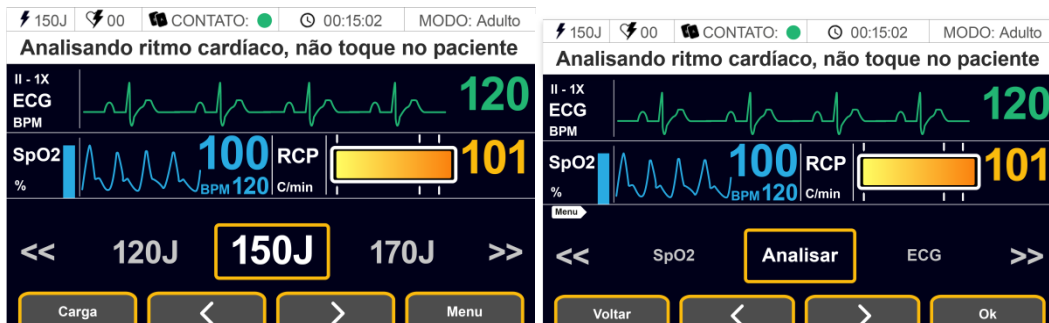 150J 00 CONTATO: 00:15:02 MODO: Adulto
Analisando ritmo cardíaco, não toque no paciente
II - 1X
ECG
BPM
120
SpO2
%
100
BPM 120
RCP
C/min
101
<< 120J 150J 170J >>
Carga < > Menu
150J 00 CONTATO: 00:15:02 MODO: Adulto
Analisando ritmo cardíaco, não toque no paciente
II - 1X
ECG
BPM
120
SpO2
%
100
BPM 120
RCP
C/min
101
Menu
<< SpO2 Analisar ECG >>
Voltar < > Ok